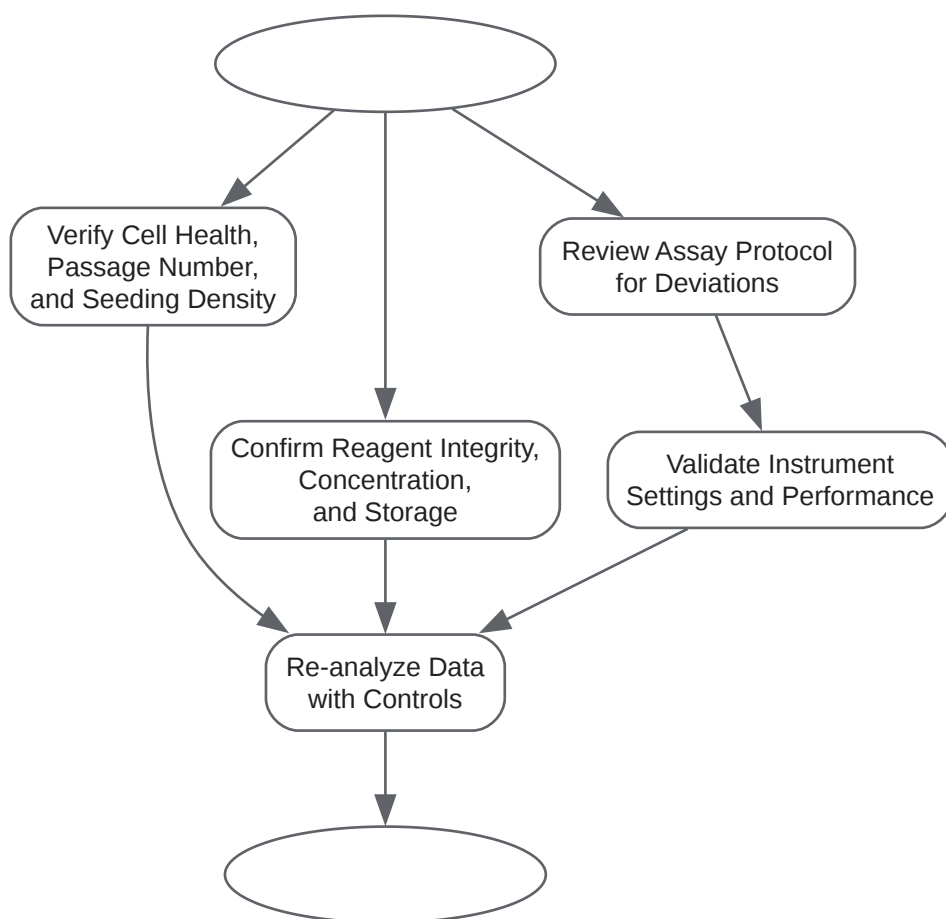 Verify Cell Health,
Passage Number,
and Seeding Density
Review Assay Protocol
for Deviations
Confirm Reagent Integrity,
Concentration,
and Storage
Validate Instrument
Settings and Performance
Re-analyze Data
with Controls